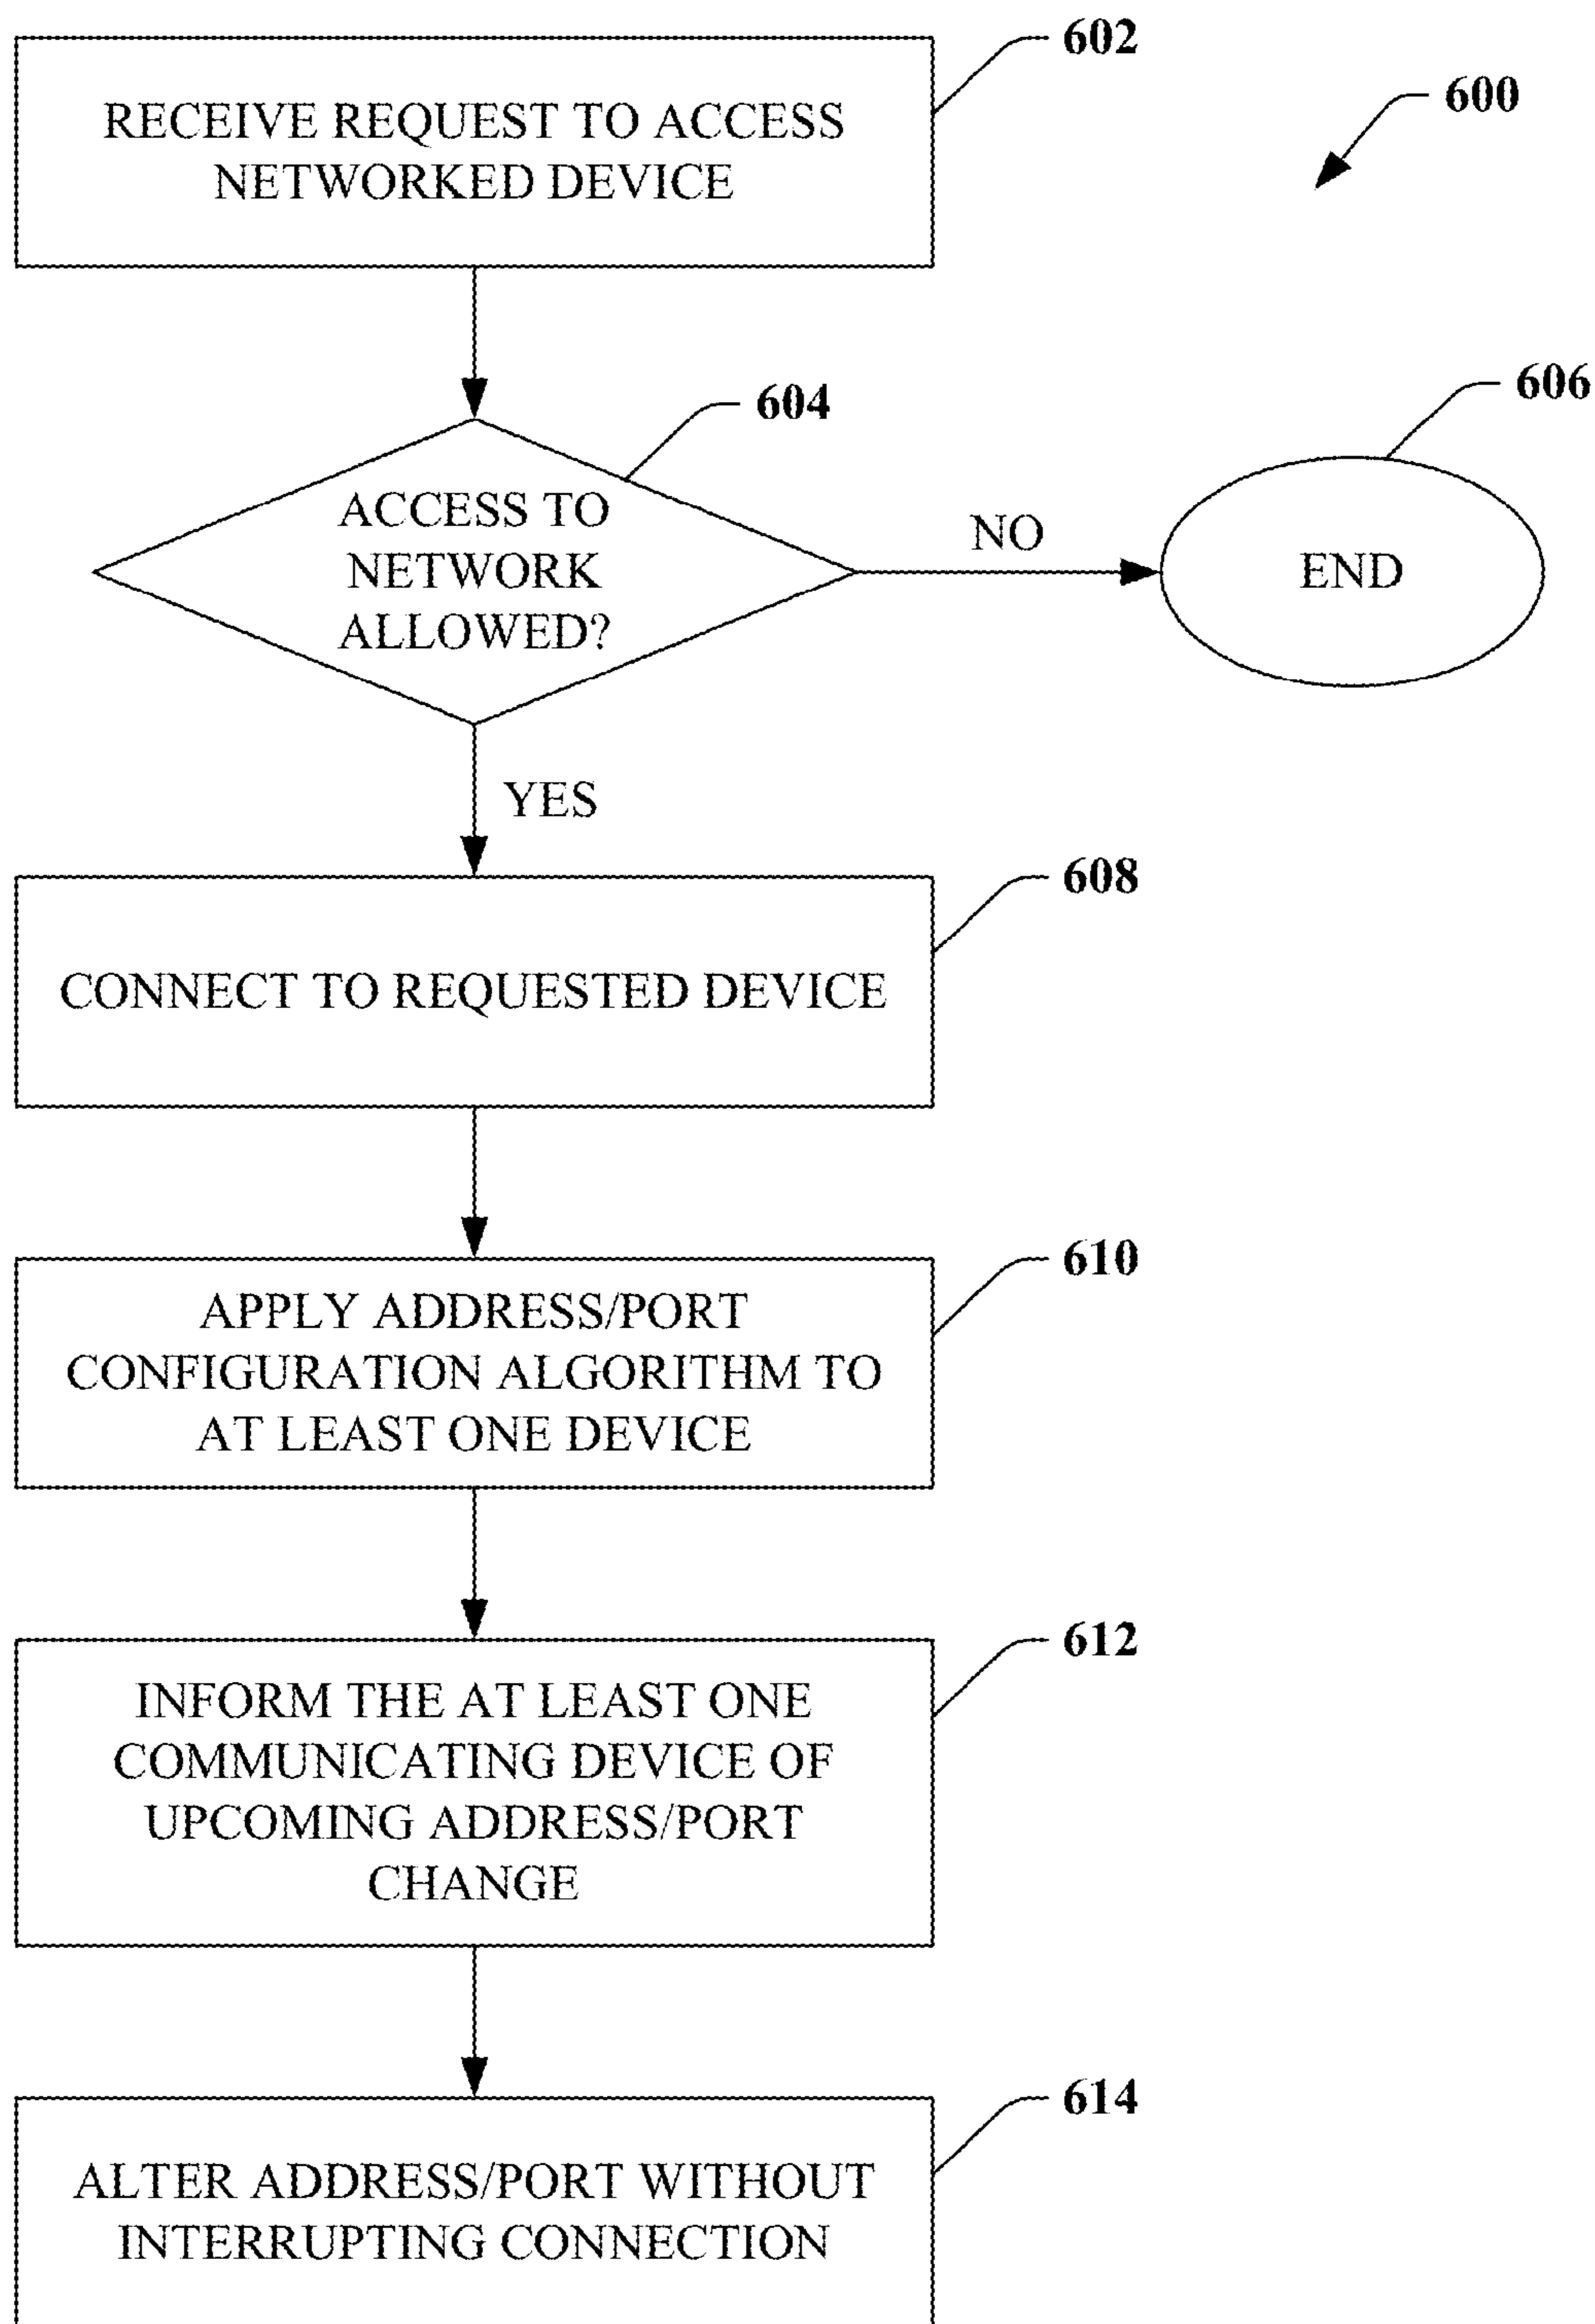 602
600
RECEIVE REQUEST TO ACCESS
NETWORKED DEVICE
604
606
ACCESS TO
NETWORK
ALLOWED?
NO
END
YES
608
CONNECT TO REQUESTED DEVICE
610
APPLY ADDRESS/PORT
CONFIGURATION ALGORITHM TO
AT LEAST ONE DEVICE
612
INFORM THE AT LEAST ONE
COMMUNICATING DEVICE OF
UPCOMING ADDRESS/PORT
CHANGE
614
ALTER ADDRESS/PORT WITHOUT
INTERRUPTING CONNECTION